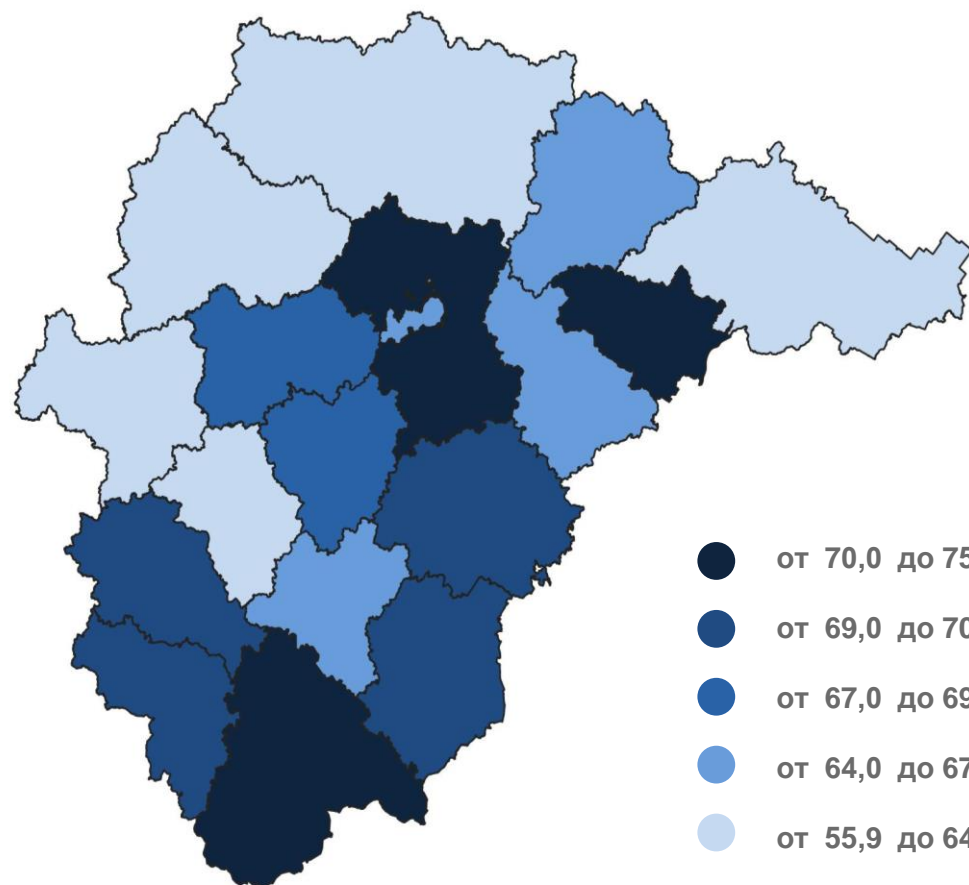 от 70,0 до 75
от 69,0 до 70
от 67,0 до 69
от 64,0 до 67
от 55,9 до 64